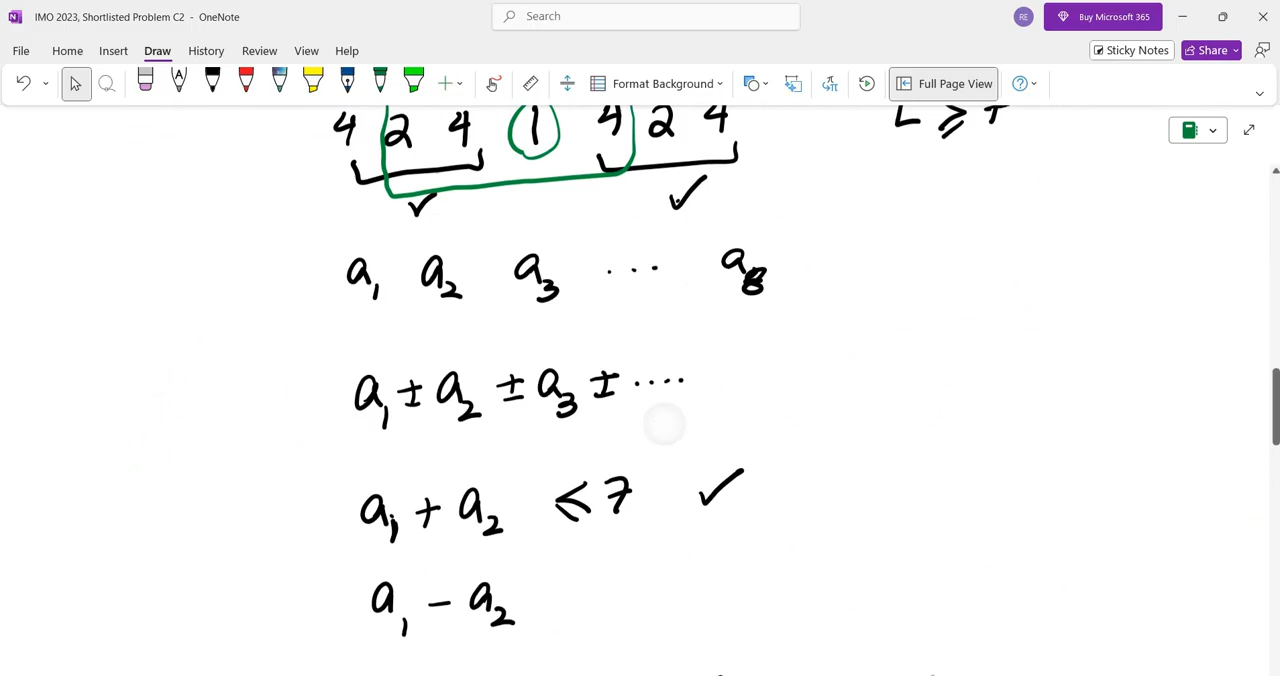 IMO 2023, Shortlisted Problem C2 - OneNote
Search
RE
Buy Microsoft 365
File Home Insert Draw History Review View Help
Sticky Notes
Share
Format Background
Full Page View
4 2 4 1 4 2 4
a₁ a₂ a₃ ... a₈
a₁ ± a₂ ± a₃ ± ....
a₁ + a₂ ⩽ 7 ✓
a₁ - a₂